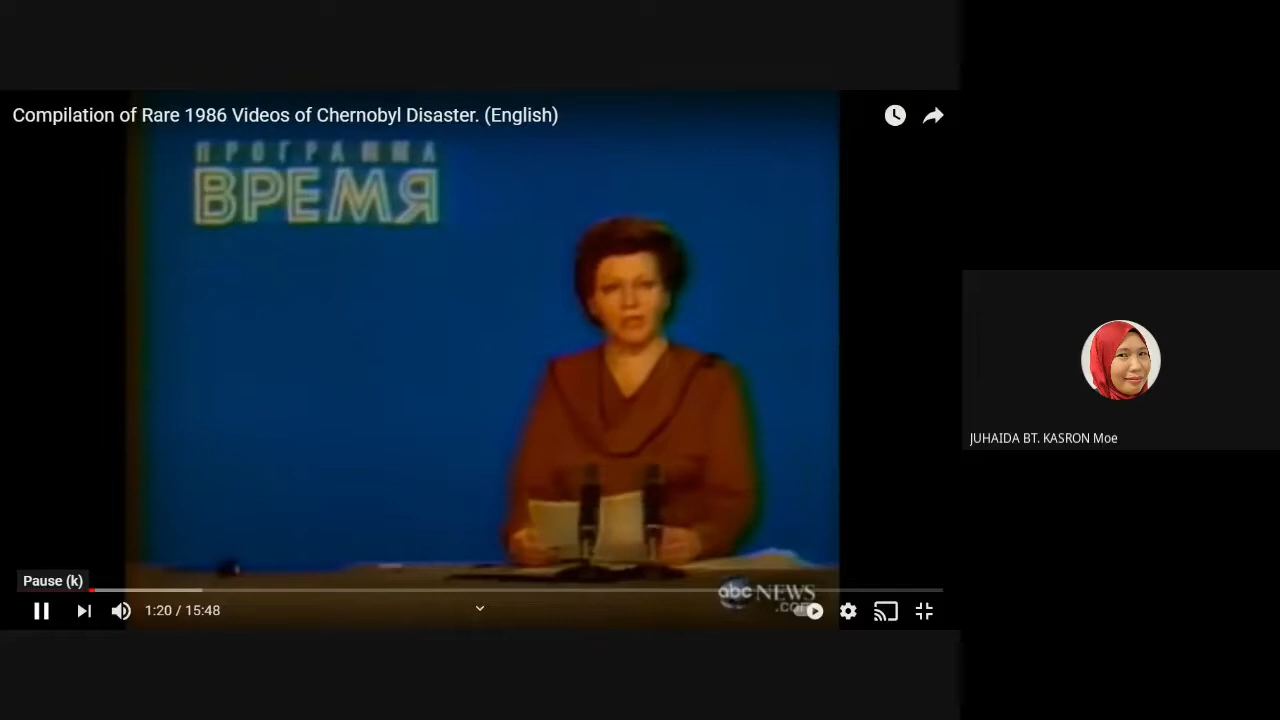 Compilation of Rare 1986 Videos of Chernobyl Disaster. (English)
ПРОГРАММА
ВРЕМЯ
JUHAIDA BT. KASRON Moe
Pause (k)
abc NEWS
.com
1:20 / 15:48